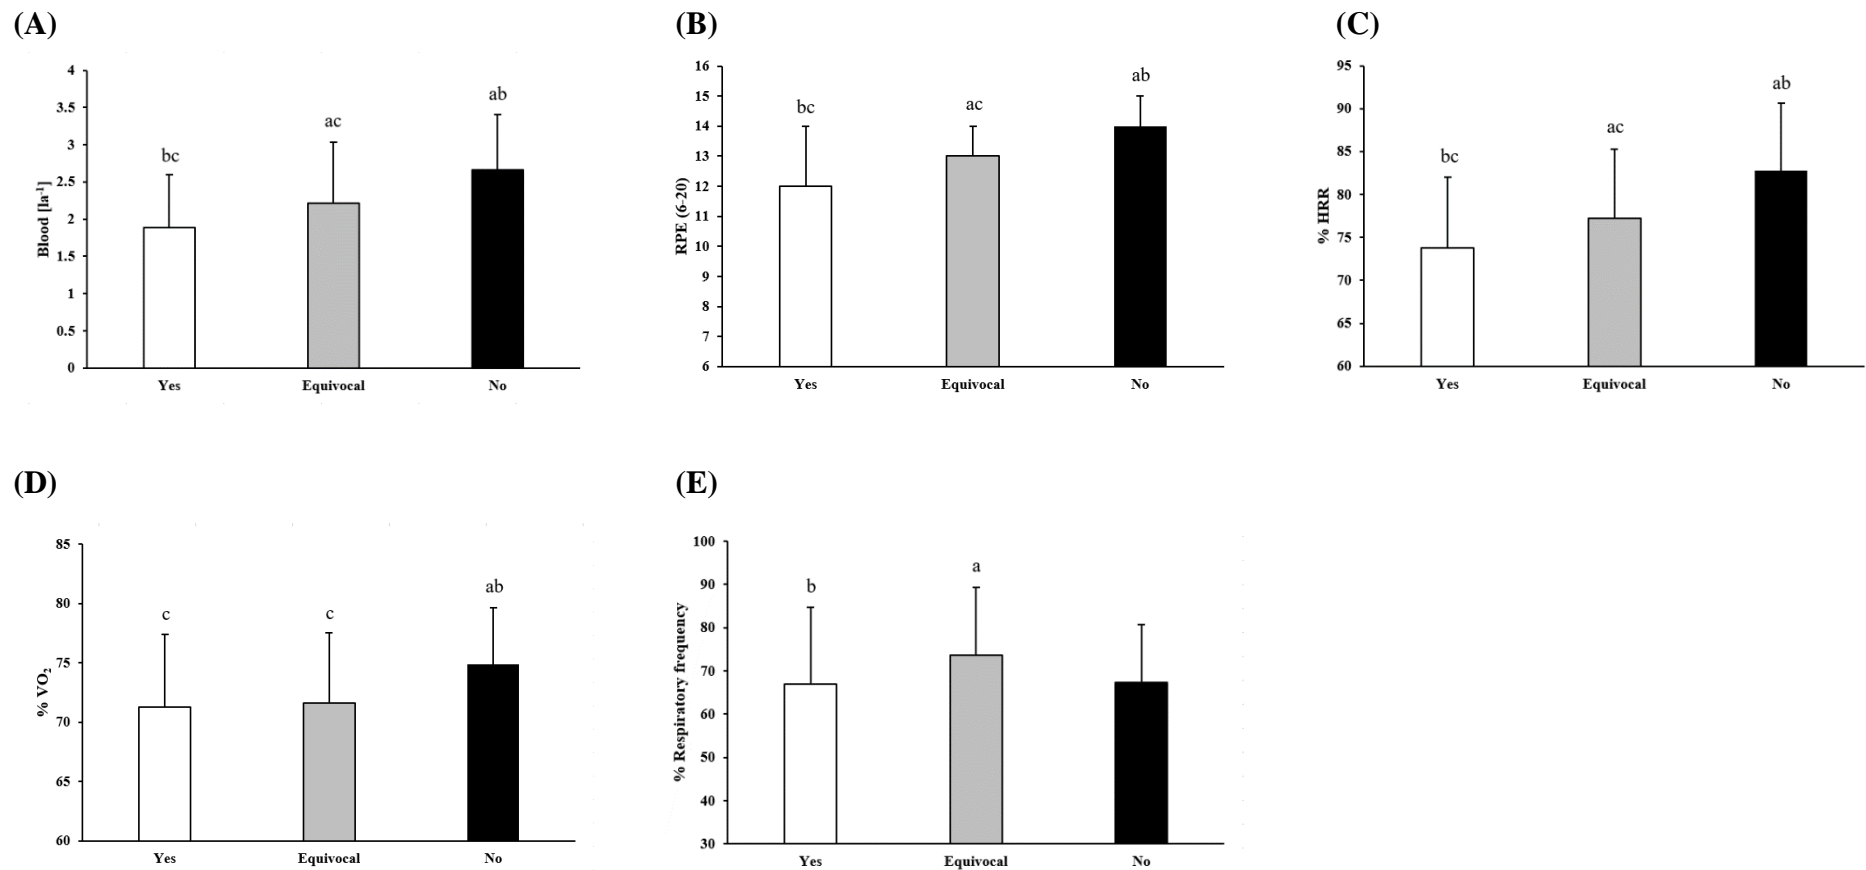 (A)
(B)
(C)
Blood [la⁻¹]
4
3.5
3
2.5
2
1.5
1
0.5
0
bc
ac
ab
Yes
Equivocal
No
RPE (6-20)
16
15
14
13
12
11
10
9
8
7
6
bc
ac
ab
Yes
Equivocal
No
% HRR
95
90
85
80
75
70
65
60
bc
ac
ab
Yes
Equivocal
No
(D)
(E)
% VO₂
85
80
75
70
65
60
c
c
ab
Yes
Equivocal
No
% Respiratory frequency
100
90
80
70
60
50
40
30
b
a
Yes
Equivocal
No